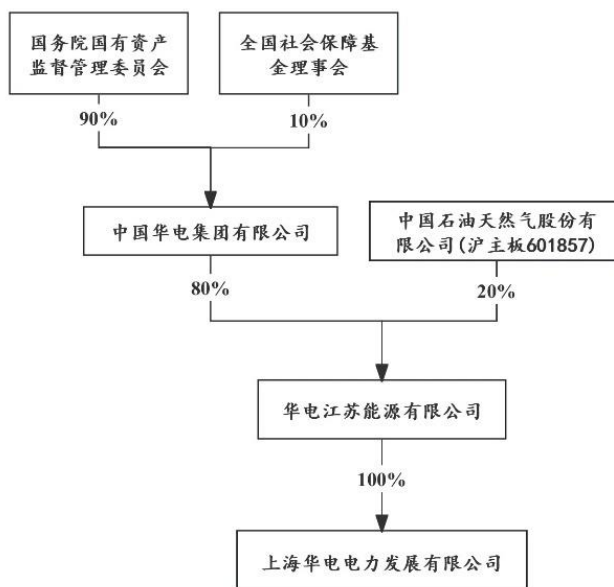 国务院国有资产
监督管理委员会
全国社会保障基
金理事会
90%
10%
中国华电集团有限公司
中国石油天然气股份有
限公司(沪主板601857)
80%
20%
华电江苏能源有限公司
100%
上海华电电力发展有限公司